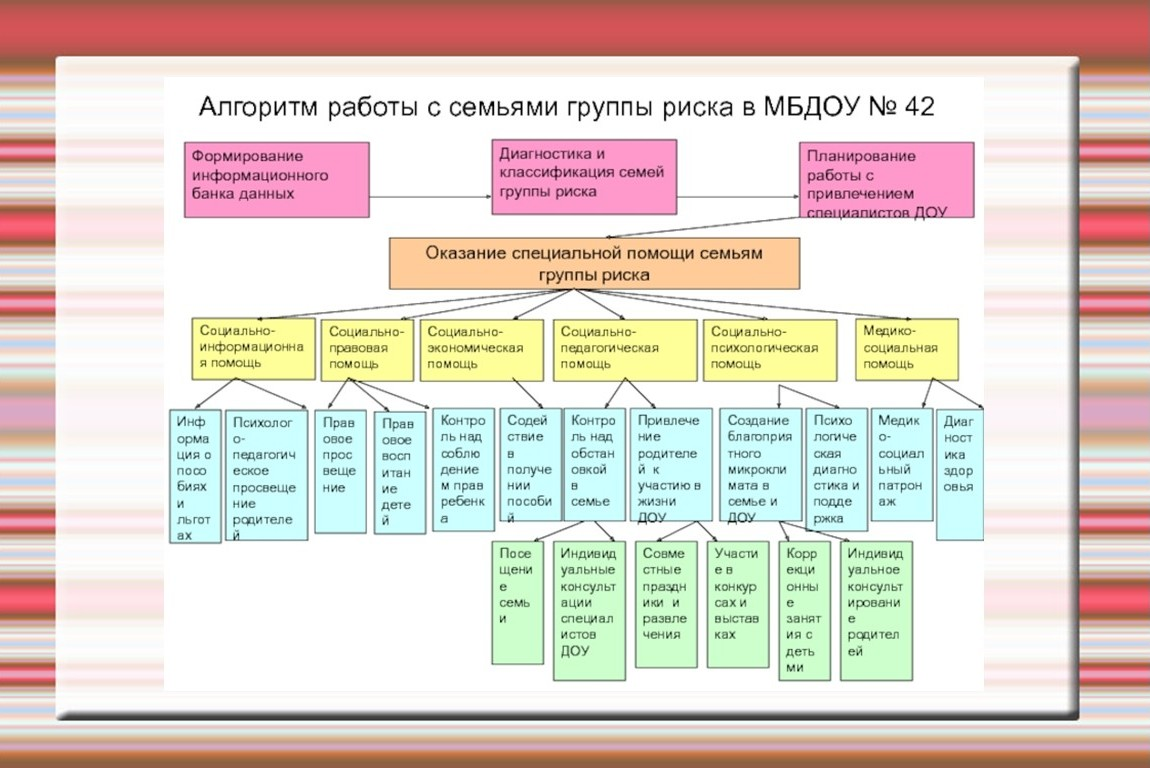 Алгоритм работы с семьями группы риска в МБДОУ № 42
Формирование
информационного
банка данных
Диагностика и
классификация семей
группы риска
Планирование
работы с
привлечением
специалистов ДОУ
Оказание специальной помощи семьям
группы риска
Социально-
информационна
я помощь
Социально-
правовая
помощь
Социально-
экономическая
помощь
Социально-
педагогическая
помощь
Социально-
психологическая
помощь
Медико-
социальная
помощь
Инф
орма
ция о
посо
биях
и
льгот
ах
Психолог
о-
педагогич
еское
просвеще
ние
родителе
й
Прав
овое
прос
веще
ние
Прав
овое
восп
итан
ие
дете
й
Контро
ль над
соблю
дение
м прав
ребенк
а
Содей
ствие
в
получе
нии
пособи
й
Контро
ль над
обстан
овкой
в
семье
Привлече
ние
родителе
й к
участию в
жизни
ДОУ
Создание
благоприя
тного
микрокли
мата в
семье и
ДОУ
Психо
логиче
ская
диагно
стика и
подде
ржка
Медик
о-
социал
ьный
патрон
аж
Диаг
ност
ика
здор
овья
Посе
щени
е
семь
и
Индивид
уальные
консульт
ации
специал
истов
ДОУ
Совме
стные
праздн
ики и
развле
чения
Участи
е в
конкур
сах и
выстав
ках
Корр
екци
онны
е
занят
ия с
деть
ми
Индивид
уальное
консульт
ировани
е
родител
ей